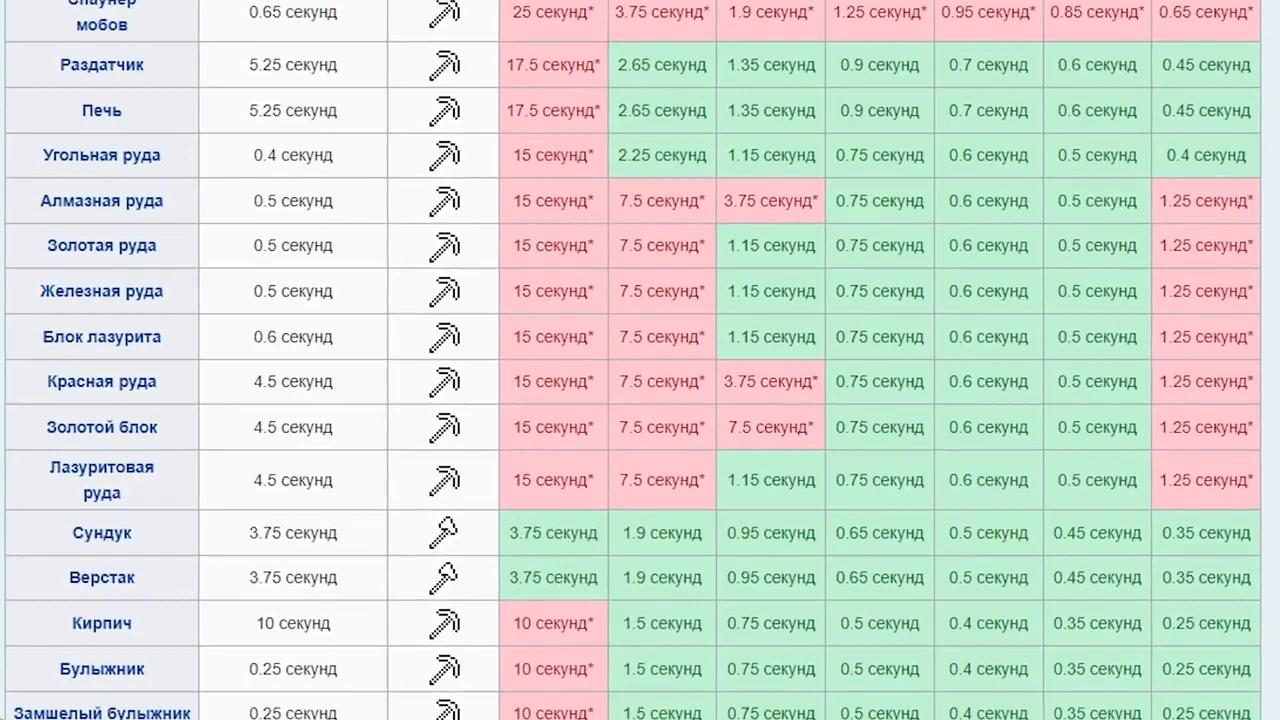 Спаунер
мобов 0.65 секунд 25 секунд* 3.75 секунд* 1.9 секунд* 1.25 секунд* 0.95 секунд* 0.85 секунд* 0.65 секунд*
Раздатчик 5.25 секунд 17.5 секунд* 2.65 секунд 1.35 секунд 0.9 секунд 0.7 секунд 0.6 секунд 0.45 секунд
Печь 5.25 секунд 17.5 секунд* 2.65 секунд 1.35 секунд 0.9 секунд 0.7 секунд 0.6 секунд 0.45 секунд
Угольная руда 0.4 секунд 15 секунд* 2.25 секунд 1.15 секунд 0.75 секунд 0.6 секунд 0.5 секунд 0.4 секунд
Алмазная руда 0.5 секунд 15 секунд* 7.5 секунд* 3.75 секунд* 0.75 секунд 0.6 секунд 0.5 секунд 1.25 секунд*
Золотая руда 0.5 секунд 15 секунд* 7.5 секунд* 1.15 секунд 0.75 секунд 0.6 секунд 0.5 секунд 1.25 секунд*
Железная руда 0.5 секунд 15 секунд* 7.5 секунд* 1.15 секунд 0.75 секунд 0.6 секунд 0.5 секунд 1.25 секунд*
Блок лазурита 0.6 секунд 15 секунд* 7.5 секунд* 1.15 секунд 0.75 секунд 0.6 секунд 0.5 секунд 1.25 секунд*
Красная руда 4.5 секунд 15 секунд* 7.5 секунд* 3.75 секунд* 0.75 секунд 0.6 секунд 0.5 секунд 1.25 секунд*
Золотой блок 4.5 секунд 15 секунд* 7.5 секунд* 7.5 секунд* 0.75 секунд 0.6 секунд 0.5 секунд 1.25 секунд*
Лазуритовая
руда 4.5 секунд 15 секунд* 7.5 секунд* 1.15 секунд 0.75 секунд 0.6 секунд 0.5 секунд 1.25 секунд*
Сундук 3.75 секунд 3.75 секунд 1.9 секунд 0.95 секунд 0.65 секунд 0.5 секунд 0.45 секунд 0.35 секунд
Верстак 3.75 секунд 3.75 секунд 1.9 секунд 0.95 секунд 0.65 секунд 0.5 секунд 0.45 секунд 0.35 секунд
Кирпич 10 секунд 10 секунд* 1.5 секунд 0.75 секунд 0.5 секунд 0.4 секунд 0.35 секунд 0.25 секунд
Булыжник 0.25 секунд 10 секунд* 1.5 секунд 0.75 секунд 0.5 секунд 0.4 секунд 0.35 секунд 0.25 секунд
Замшелый булыжник 0.25 секунд 10 секунд* 1.5 секунд 0.75 секунд 0.5 секунд 0.4 секунд 0.35 секунд 0.25 секунд